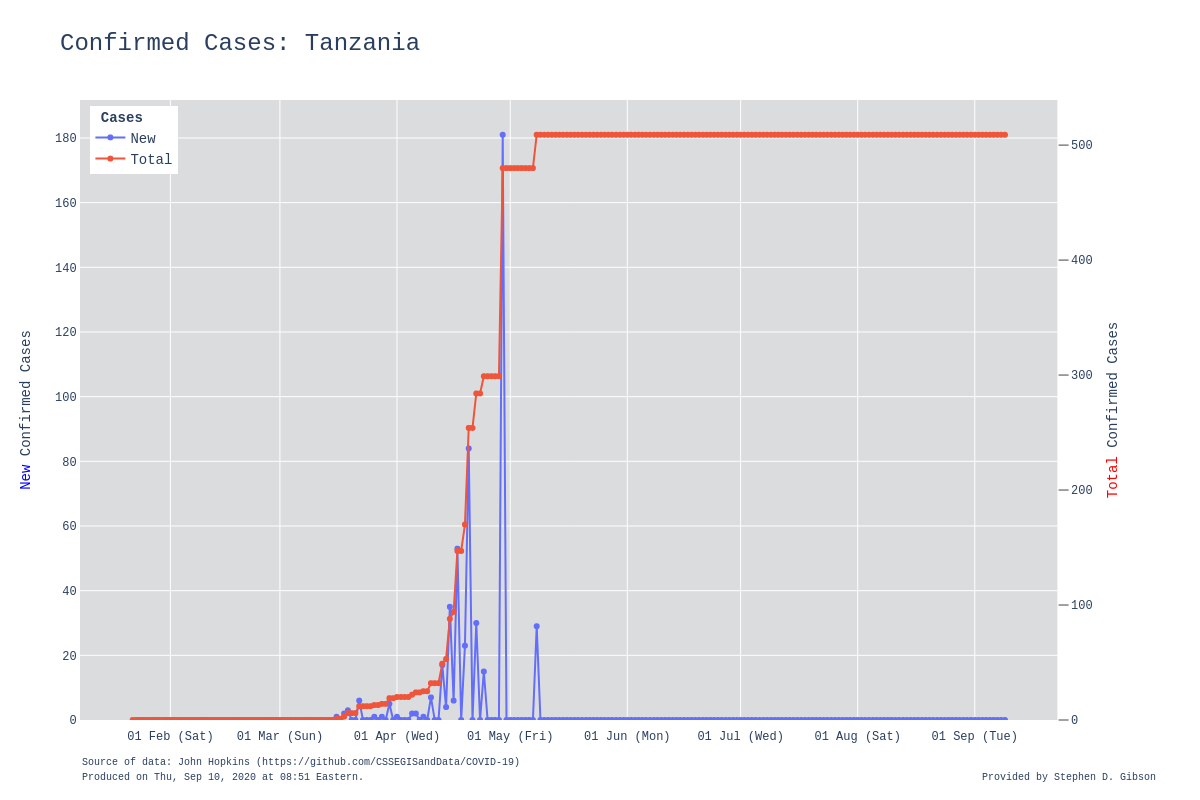 Confirmed Cases: Tanzania
Cases
New
Total
180
160
140
120
100
80
60
40
20
0
500
400
300
200
100
0
New Confirmed Cases
Total Confirmed Cases
01 Feb (Sat) 01 Mar (Sun) 01 Apr (Wed) 01 May (Fri) 01 Jun (Mon) 01 Jul (Wed) 01 Aug (Sat) 01 Sep (Tue)
Source of data: John Hopkins (https://github.com/CSSEGISandData/COVID-19)
Produced on Thu, Sep 10, 2020 at 08:51 Eastern.
Provided by Stephen D. Gibson